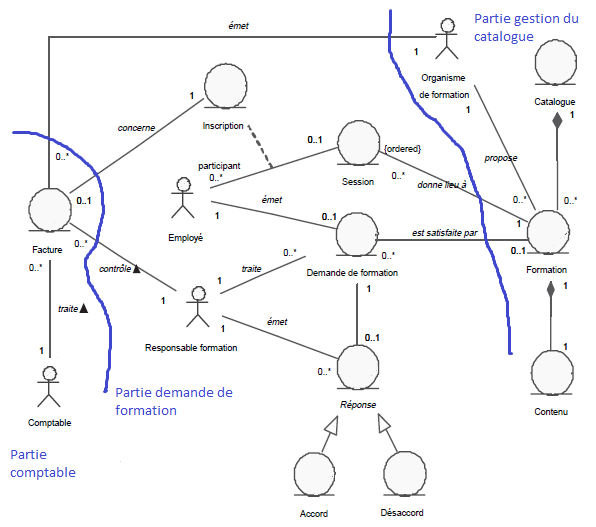 émet
Partie gestion du
catalogue
0..*
1
1
Organisme
de formation
1
Catalogue
1
0..*
propose
0..*
1
Inscription
concerne
participant
0..*
0..1
{ordered}
Session
0..*
donne lieu à
1
Employé
1
émet
0..1
0..*
0..1
Facture
0..*
0..*
contrôle
1
traite
1
Comptable
Responsable formation
1
traite
0..*
Demande de formation
0..*
est satisfaite par
0..1
Formation
1
1
Contenu
1
émet
1
0..1
0..*
Réponse
Accord
Désaccord
Partie demande de
formation
Partie
comptable